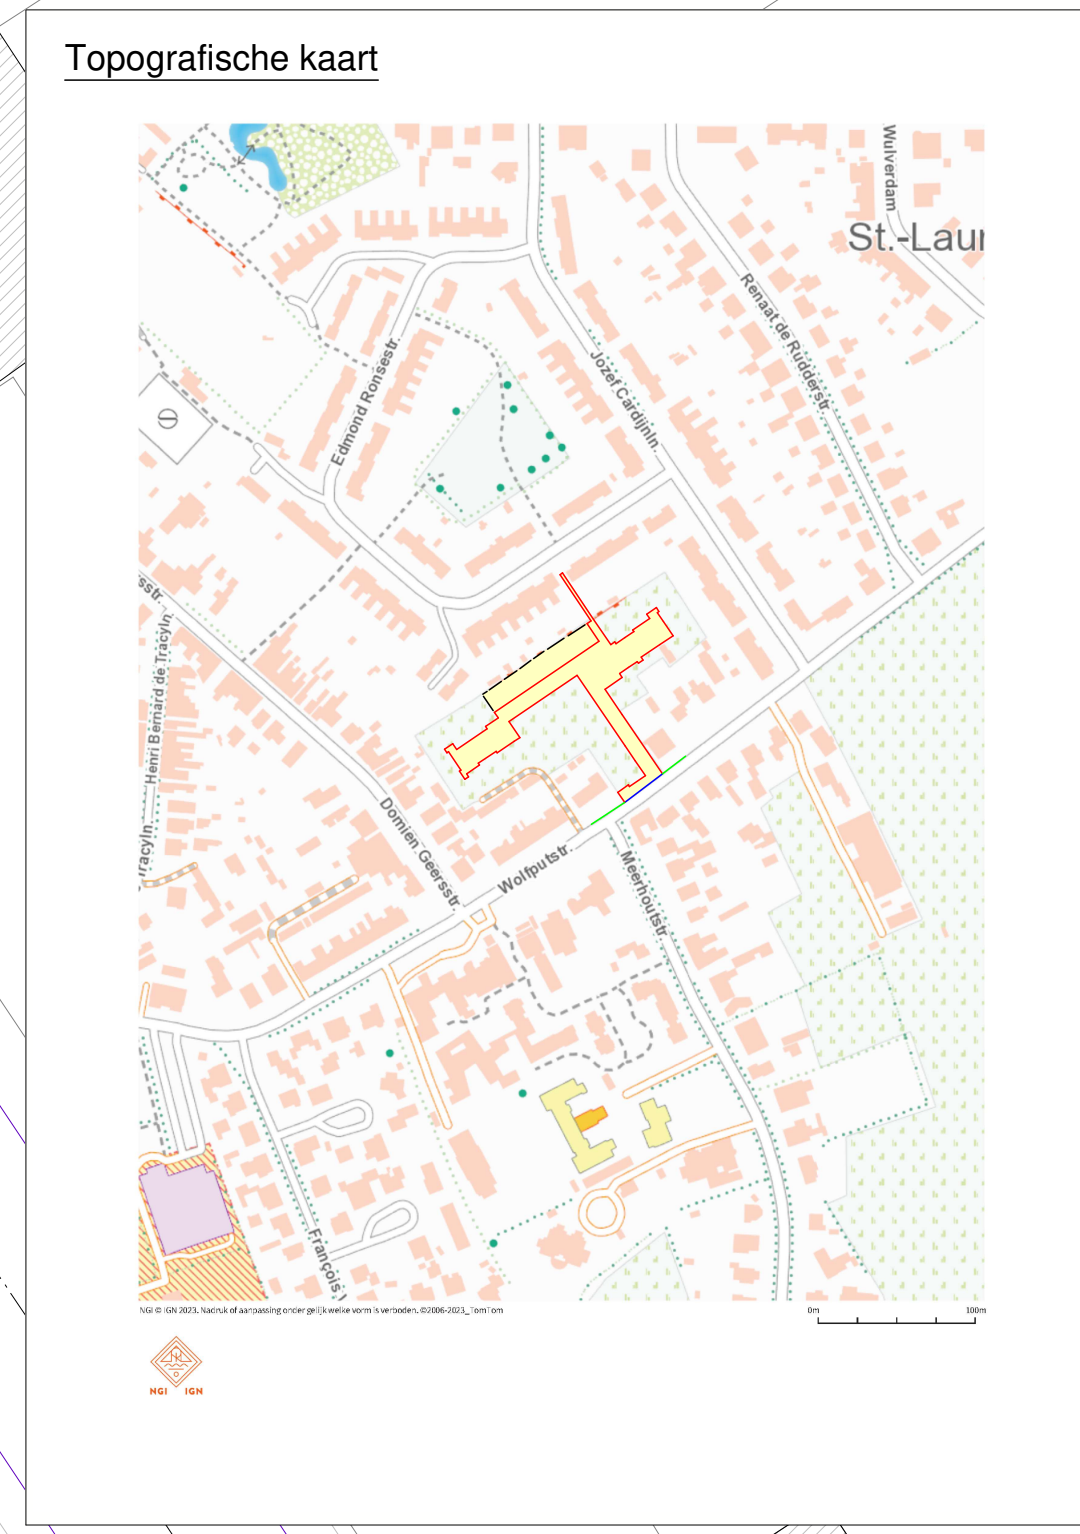 Topografische kaart
Wulverdam
St.-Laur
Renaat de Rudderstr.
Jozef Cardijnln.
Edmond Ronsestr.
sstr.
Henri Bernard de Tracyln.
Tracyln.
Domien Geersstr.
Wolfputstr.
Meerhoutstr.
François
NGI © IGN 2023. Nadruk of aanpassing onder gelijk welke vorm is verboden. ©2006-2023_TomTom
0m 100m
NGI IGN